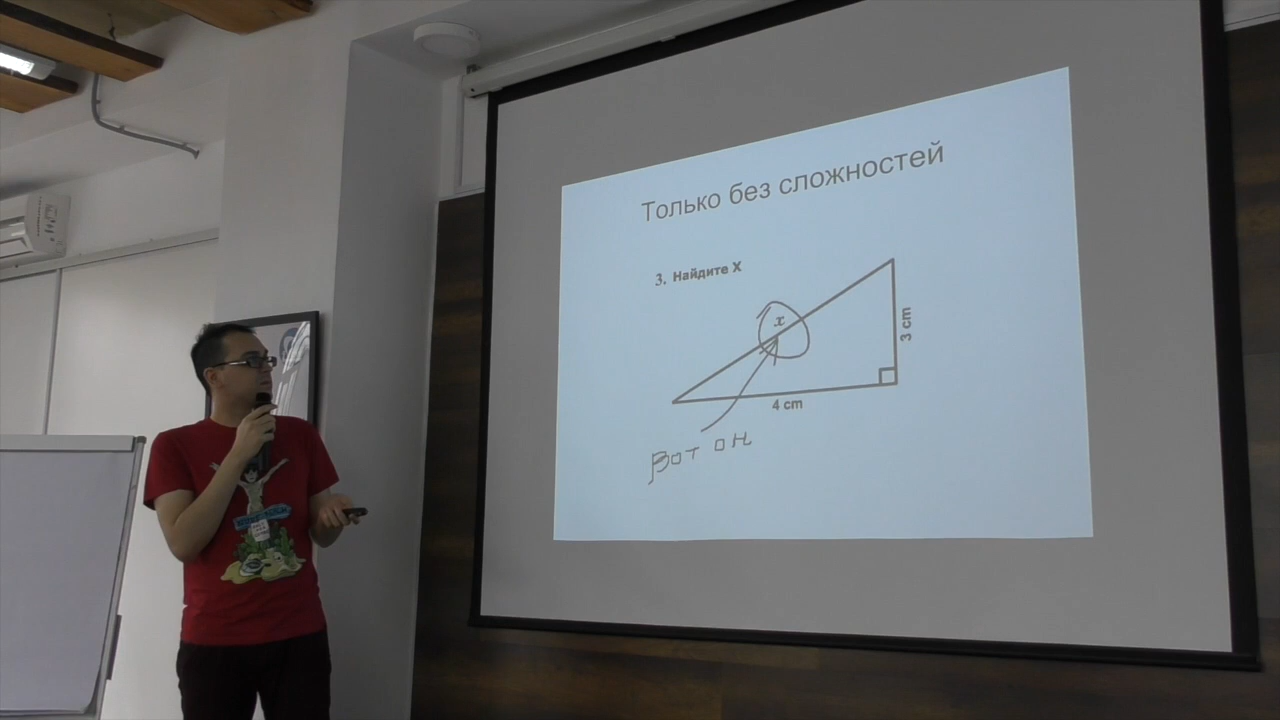 Только без сложностей
3. Найдите X
x
3 cm
4 cm
Вот он